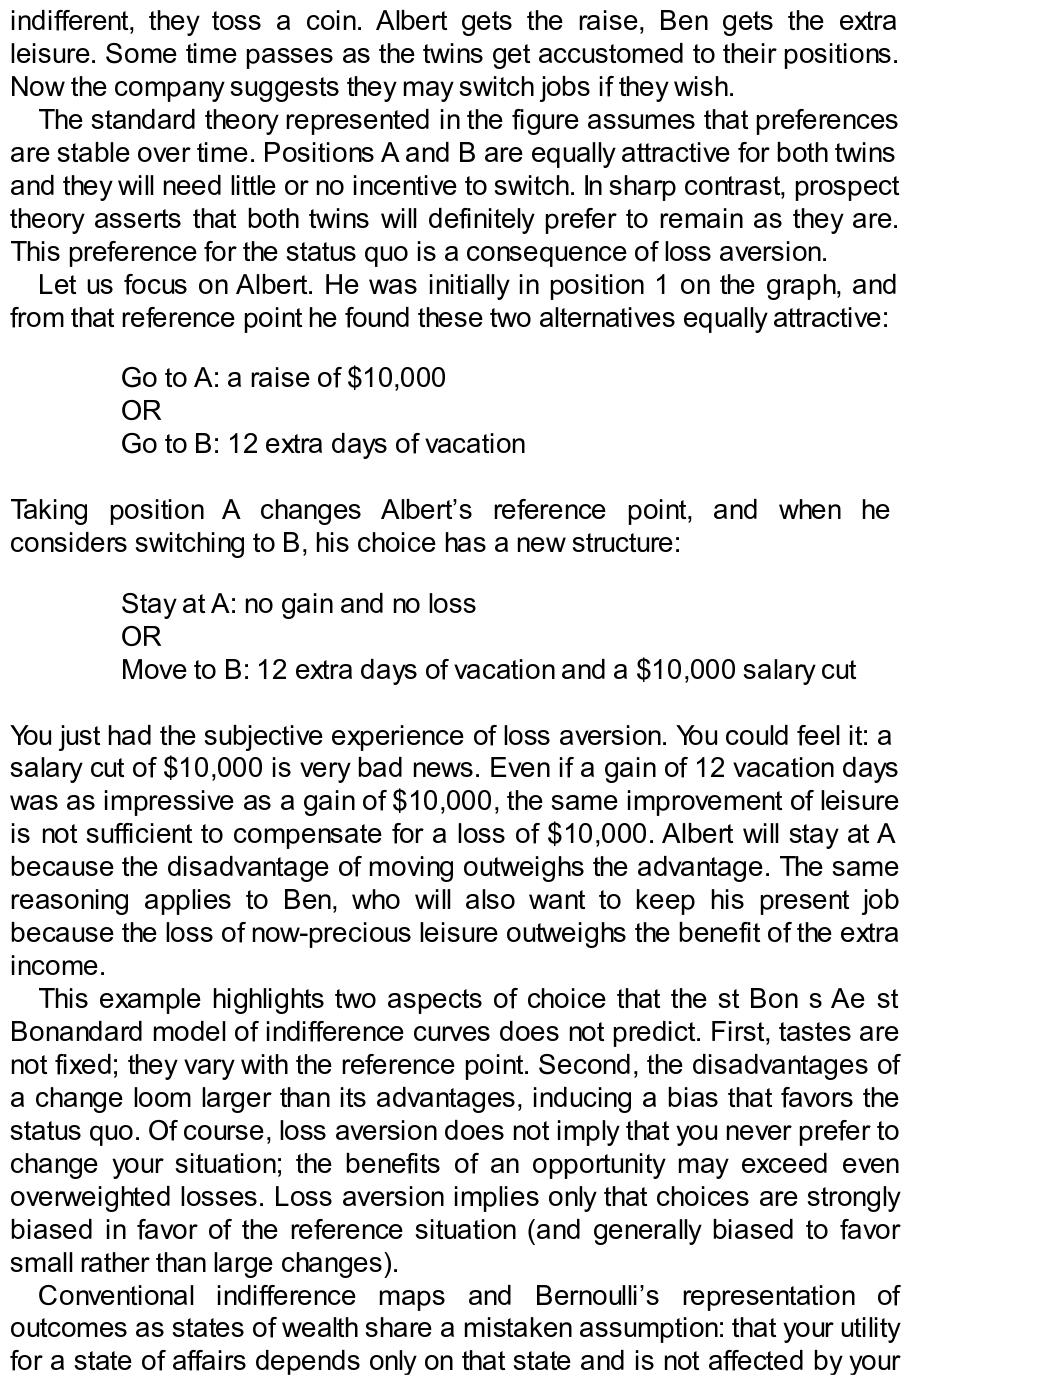 indifferent, they toss a coin. Albert gets the raise, Ben gets the extra
leisure. Some time passes as the twins get accustomed to their positions.
Now the company suggests they may switch jobs if they wish.
The standard theory represented in the figure assumes that preferences
are stable over time. Positions A and B are equally attractive for both twins
and they will need little or no incentive to switch. In sharp contrast, prospect
theory asserts that both twins will definitely prefer to remain as they are.
This preference for the status quo is a consequence of loss aversion.
Let us focus on Albert. He was initially in position 1 on the graph, and
from that reference point he found these two alternatives equally attractive:
Go to A: a raise of $10,000
OR
Go to B: 12 extra days of vacation
Taking position A changes Albert’s reference point, and when he
considers switching to B, his choice has a new structure:
Stay at A: no gain and no loss
OR
Move to B: 12 extra days of vacation and a $10,000 salary cut
You just had the subjective experience of loss aversion. You could feel it: a
salary cut of $10,000 is very bad news. Even if a gain of 12 vacation days
was as impressive as a gain of $10,000, the same improvement of leisure
is not sufficient to compensate for a loss of $10,000. Albert will stay at A
because the disadvantage of moving outweighs the advantage. The same
reasoning applies to Ben, who will also want to keep his present job
because the loss of now-precious leisure outweighs the benefit of the extra
income.
This example highlights two aspects of choice that the st Bon s Ae st
Bonandard model of indifference curves does not predict. First, tastes are
not fixed; they vary with the reference point. Second, the disadvantages of
a change loom larger than its advantages, inducing a bias that favors the
status quo. Of course, loss aversion does not imply that you never prefer to
change your situation; the benefits of an opportunity may exceed even
overweighted losses. Loss aversion implies only that choices are strongly
biased in favor of the reference situation (and generally biased to favor
small rather than large changes).
Conventional indifference maps and Bernoulli’s representation of
outcomes as states of wealth share a mistaken assumption: that your utility
for a state of affairs depends only on that state and is not affected by your